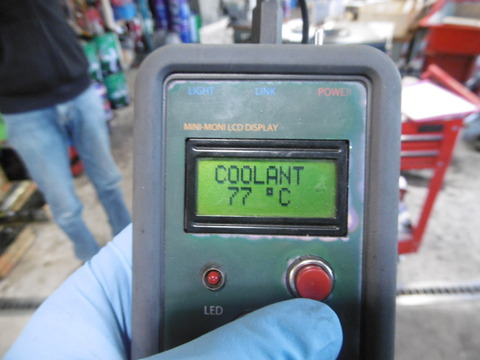 LIGHT LINK POWER
MINI-MONI LCD DISPLAY
COOLANT
77 °C
LED